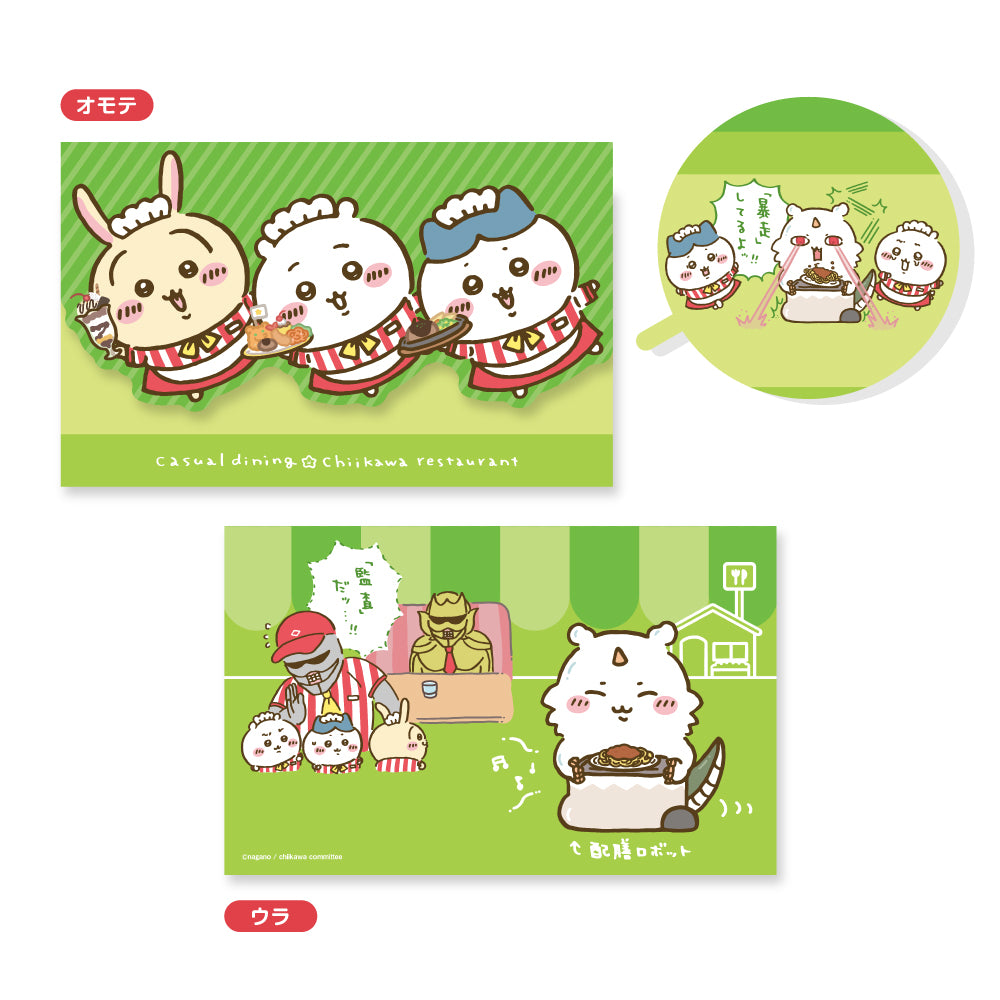 オモテ
「暴走」
してるよッ!!
Casual dining ☆ Chiikawa restaurant
「監査」
だッ…!!
↑配膳ロボット
©nagano / chiikawa committee
ウラ